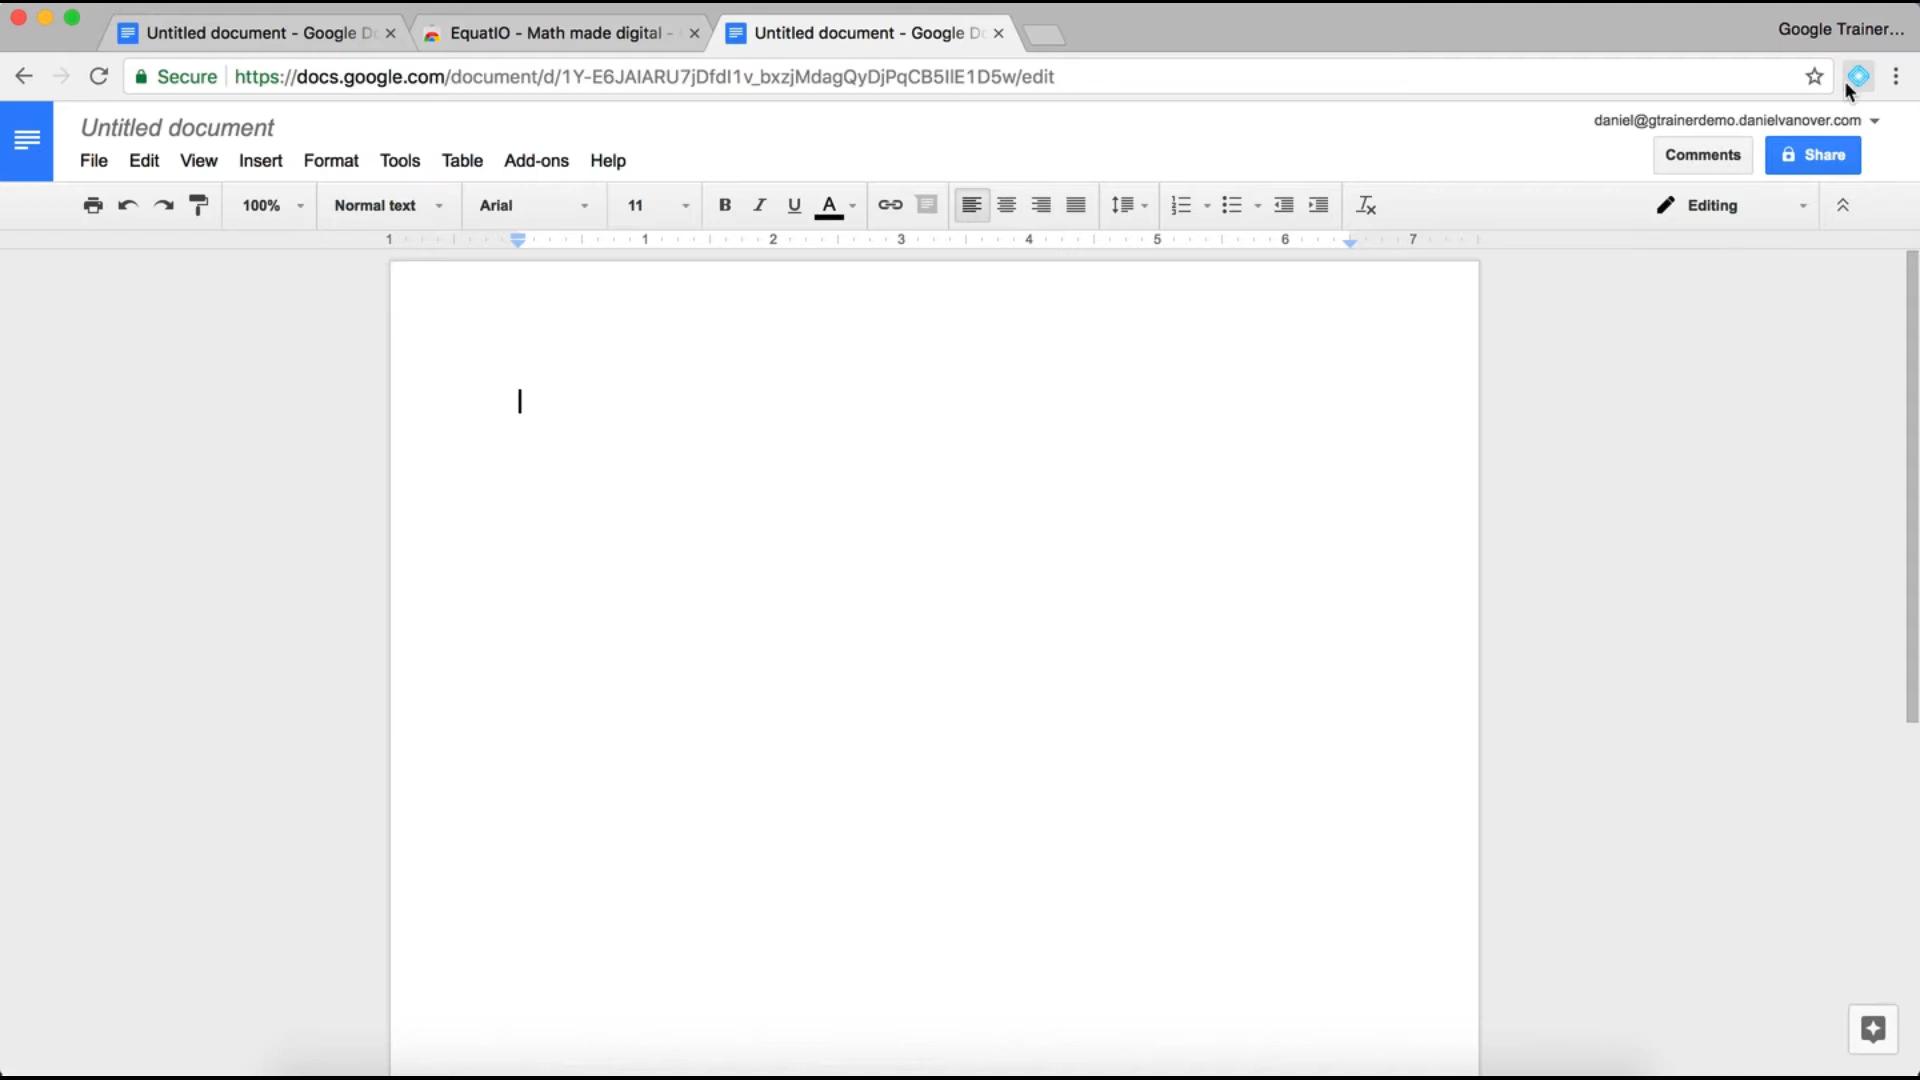 Untitled document - Google D
EquatIO - Math made digital -
Untitled document - Google D
Google Trainer...
Secure
https://docs.google.com/document/d/1Y-E6JAIARU7jDfdI1v_bxzjMdagQyDjPqCB5IIE1D5w/edit
Untitled document
daniel@gtrainerdemo.danielvanover.com
File Edit View Insert Format Tools Table Add-ons Help
Comments
Share
100% Normal text Arial 11 B I U A Editing
1 1 2 3 4 5 6 7